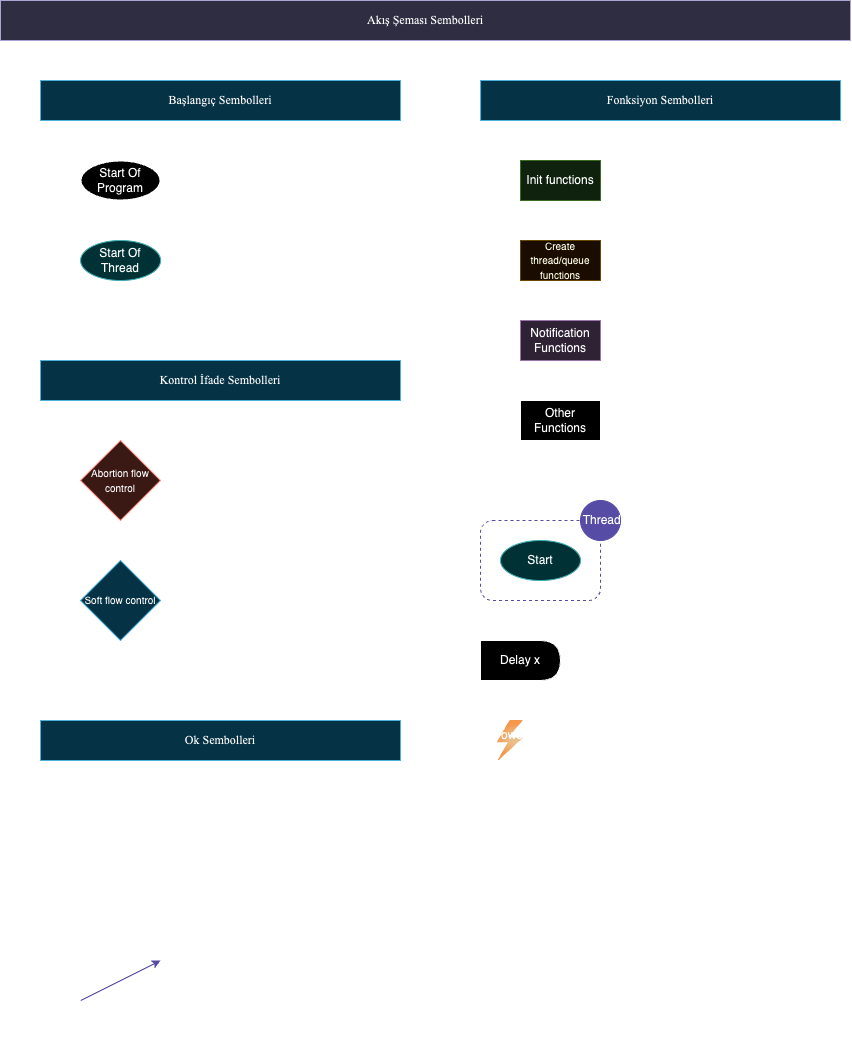 Akış Şeması Sembolleri
Başlangıç Sembolleri
Start Of
Program
Start Of
Thread
Kontrol İfade Sembolleri
Abortion flow
control
Soft flow control
Ok Sembolleri
Fonksiyon Sembolleri
Init functions
Create
thread/queue
functions
Notification
Functions
Other
Functions
Thread
Start
Delay x